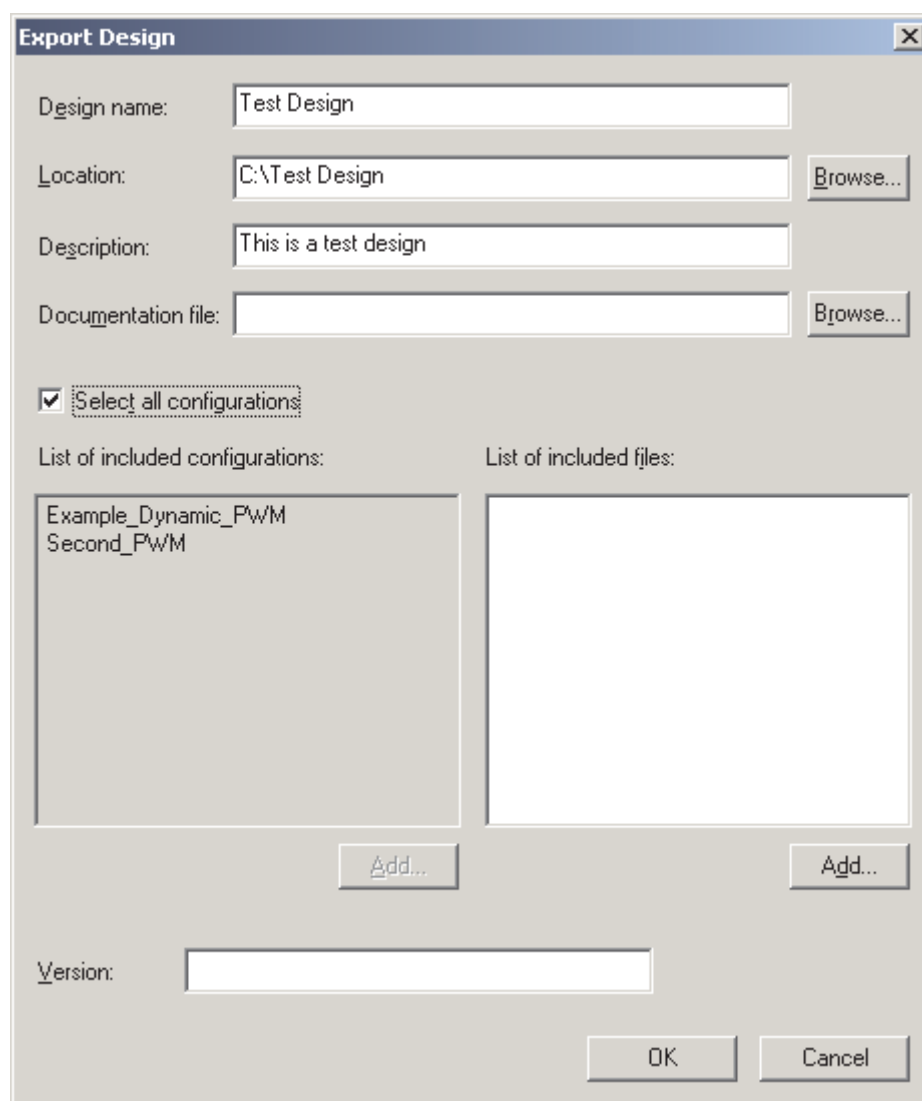 Export Design
Design name: Test Design
Location: C:\Test Design Browse...
Description: This is a test design
Documentation file: Browse...
Select all configurations
List of included configurations: List of included files:
Example_Dynamic_PWM
Second_PWM
Add... Add...
Version:
OK Cancel